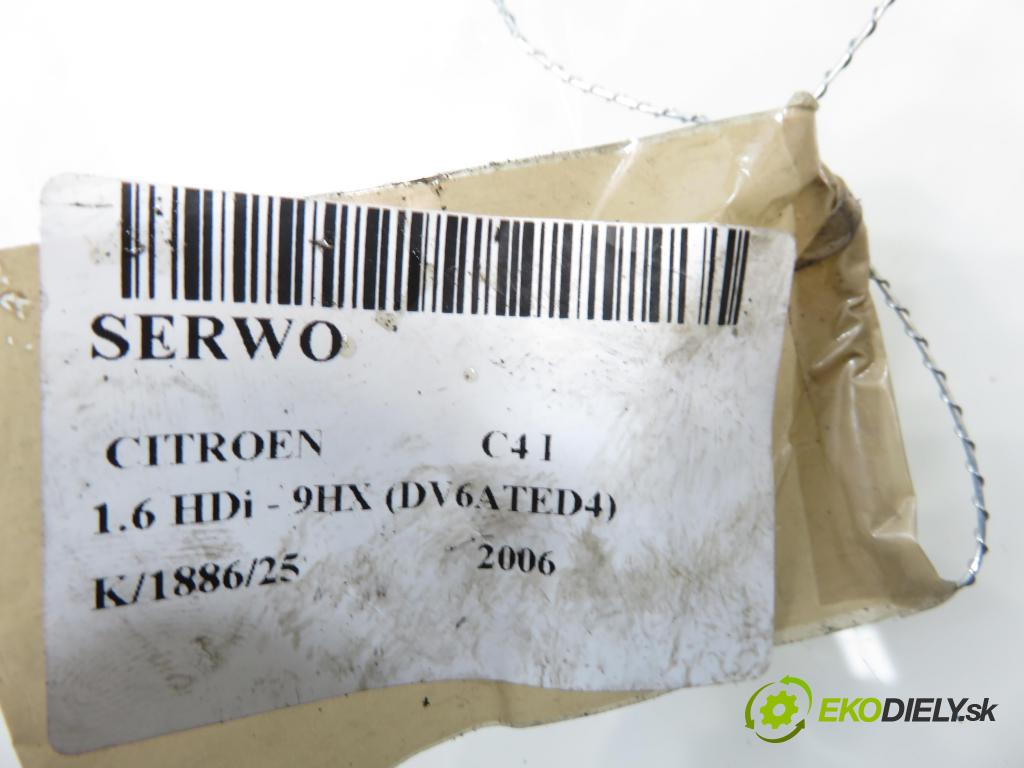 SERWO
CITROEN C4 I
1.6 HDi - 9HX (DV6ATED4)
K/1886/25 2006
EKODIELY.sk